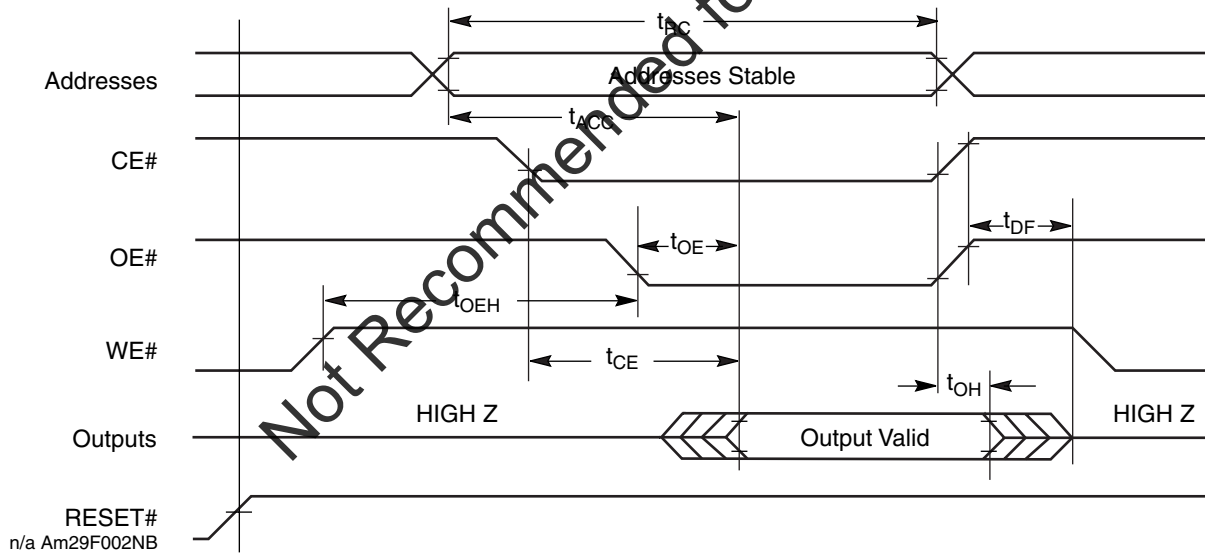 tRC
Addresses
Addresses Stable
tACC
CE#
OE#
tOE
tDF
tOEH
WE#
tCE
tOH
HIGH Z
HIGH Z
Outputs
Output Valid
RESET#
n/a Am29F002NB
Not Recommended fo